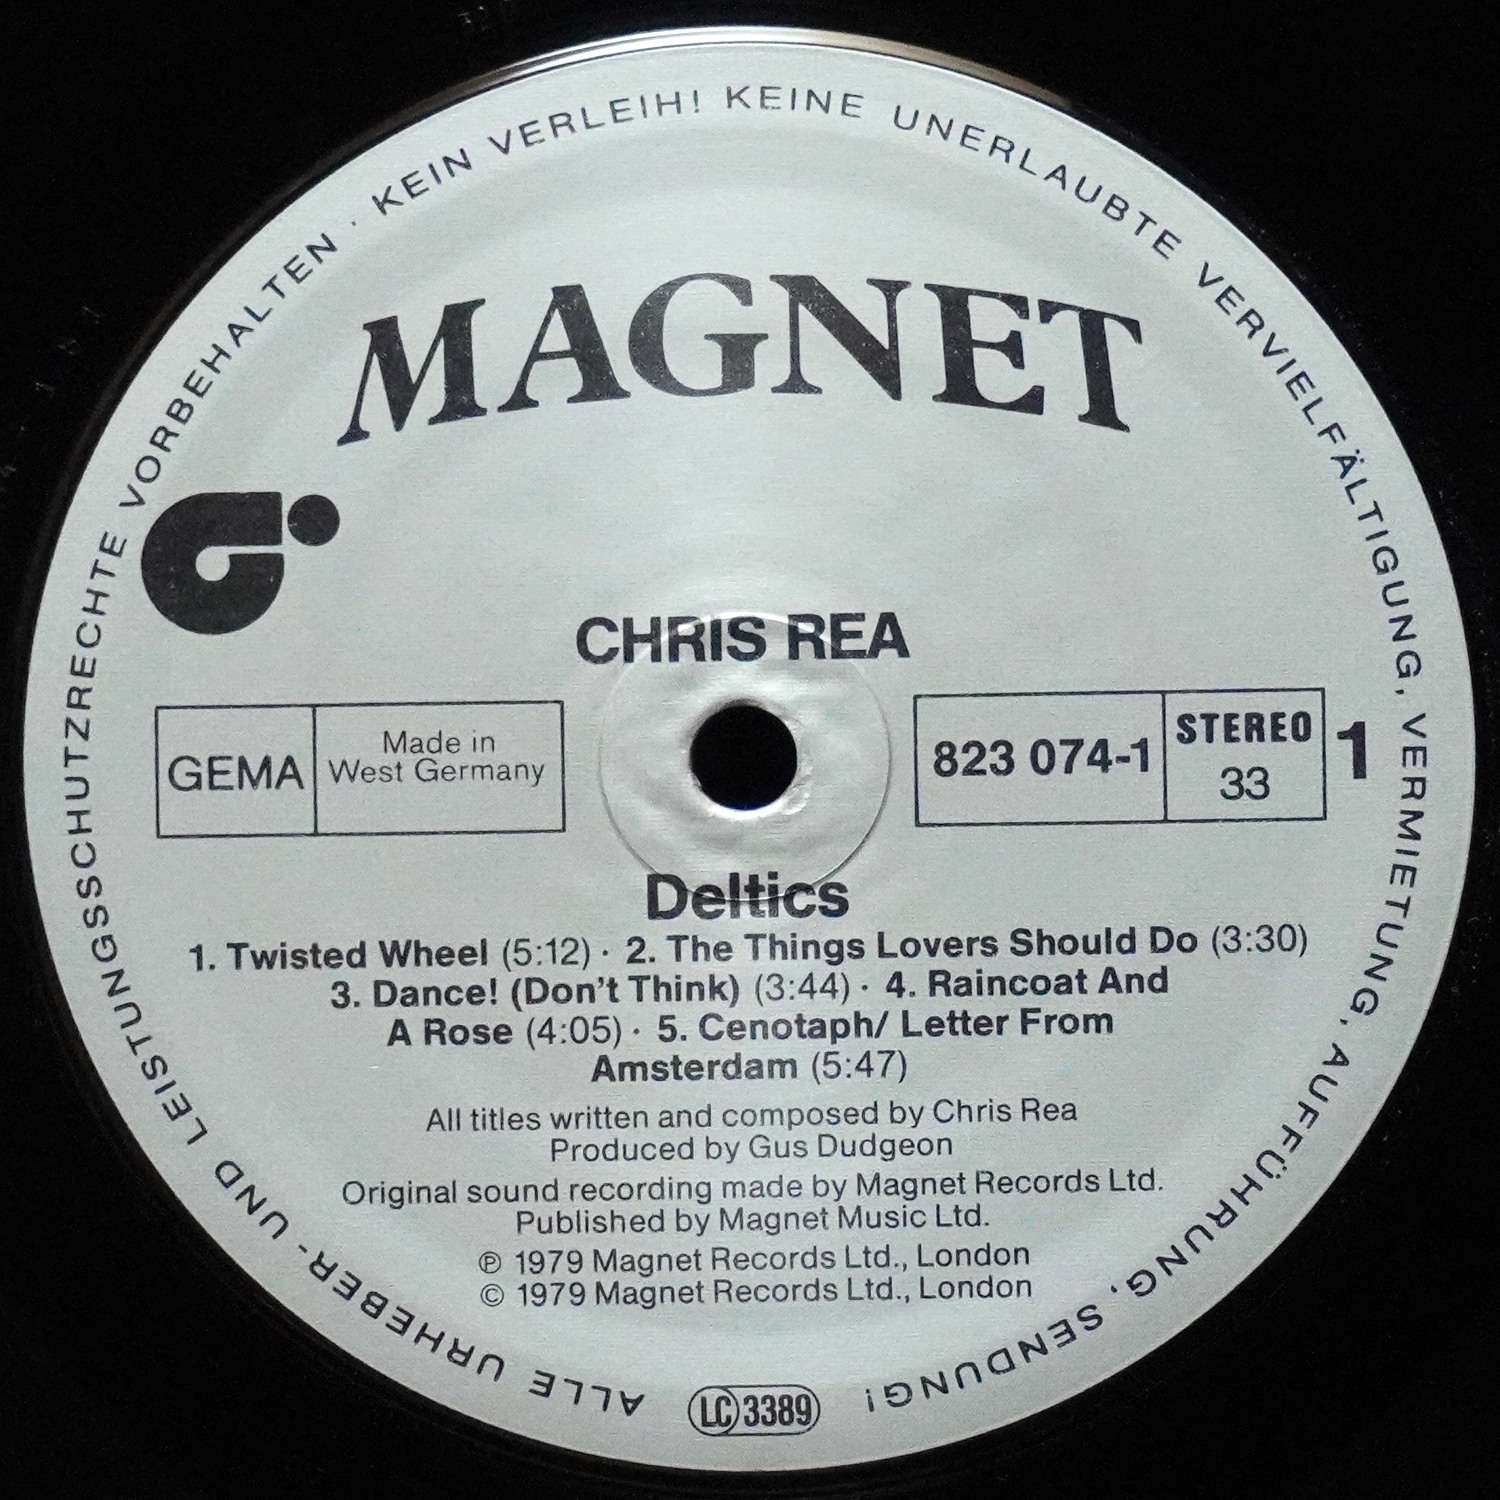 ALLE URHEBER- UND LEISTUNGSSCHUTZRECHTE VORBEHALTEN · KEIN VERLEIH! KEINE UNERLAUBTE VERVIELFÄLTIGUNG, VERMIETUNG, AUFFÜHRUNG, SENDUNG!
MAGNET
CHRIS REA
GEMA
Made in
West Germany
823 074-1
STEREO
33
1
Deltics
1. Twisted Wheel (5:12) · 2. The Things Lovers Should Do (3:30)
3. Dance! (Don't Think) (3:44) · 4. Raincoat And
A Rose (4:05) · 5. Cenotaph/ Letter From
Amsterdam (5:47)
All titles written and composed by Chris Rea
Produced by Gus Dudgeon
Original sound recording made by Magnet Records Ltd.
Published by Magnet Music Ltd.
℗ 1979 Magnet Records Ltd., London
© 1979 Magnet Records Ltd., London
LC 3389